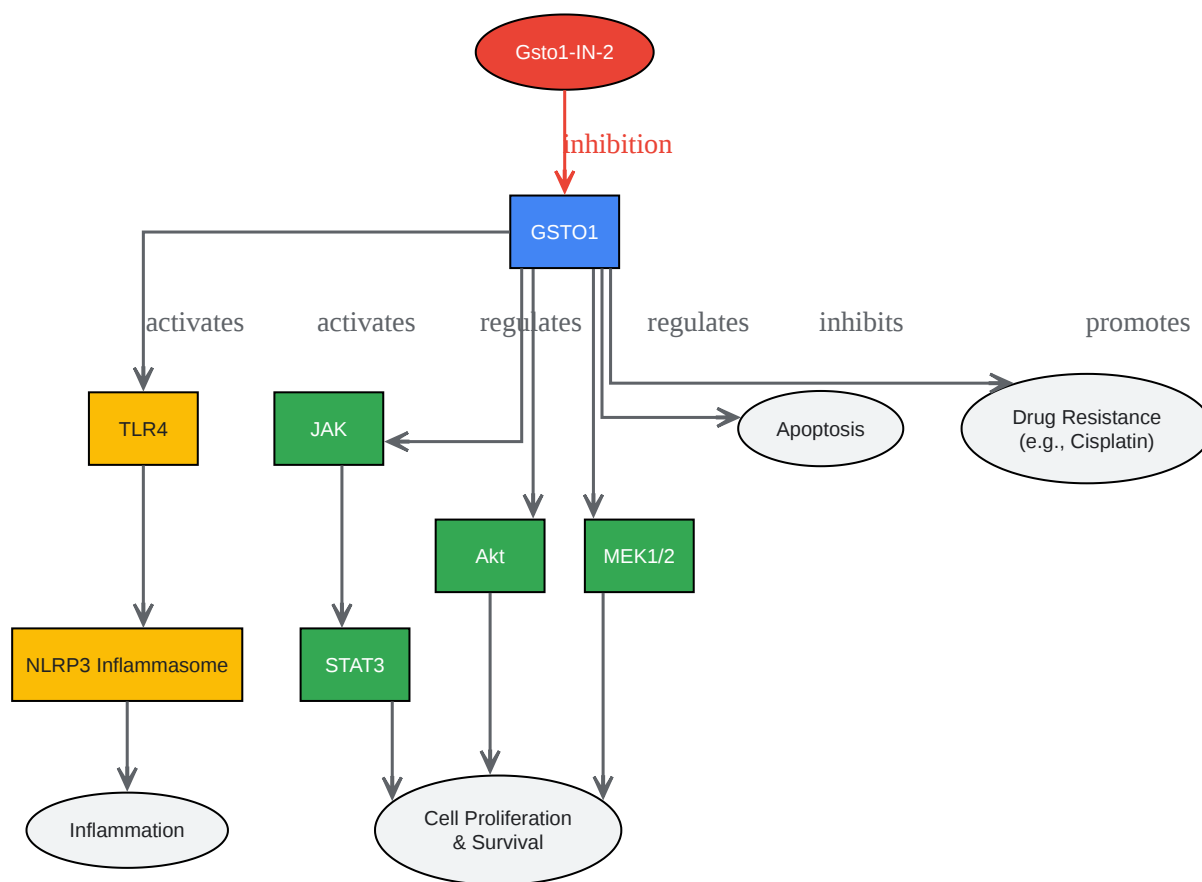 Gsto1-IN-2
inhibition
GSTO1
activates
activates
regulates
regulates
inhibits
promotes
TLR4
JAK
Apoptosis
Drug Resistance
(e.g., Cisplatin)
Akt
MEK1/2
NLRP3 Inflammasome
STAT3
Inflammation
Cell Proliferation
& Survival